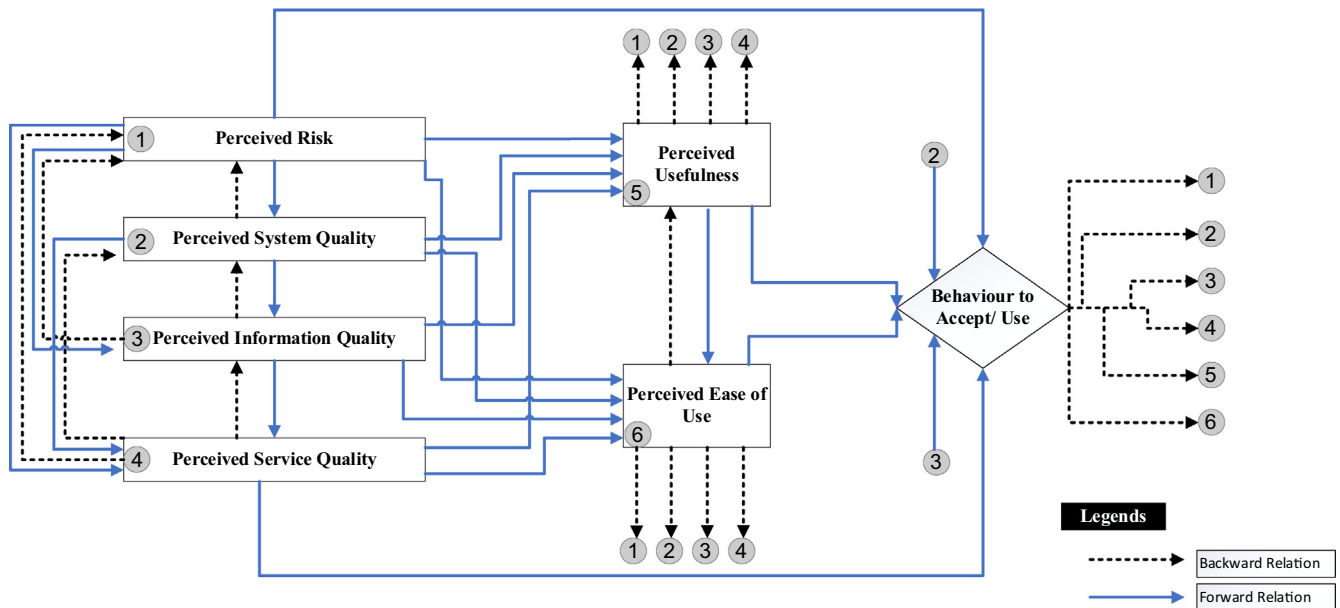 1
2
3
4
1
Perceived Risk
Perceived
Usefulness
5
2
1
2
Perceived System Quality
2
3
3
Perceived Information Quality
Behaviour to
Accept/ Use
4
5
Perceived Ease of
Use
6
6
4
Perceived Service Quality
3
1
2
3
4
Legends
Backward Relation
Forward Relation